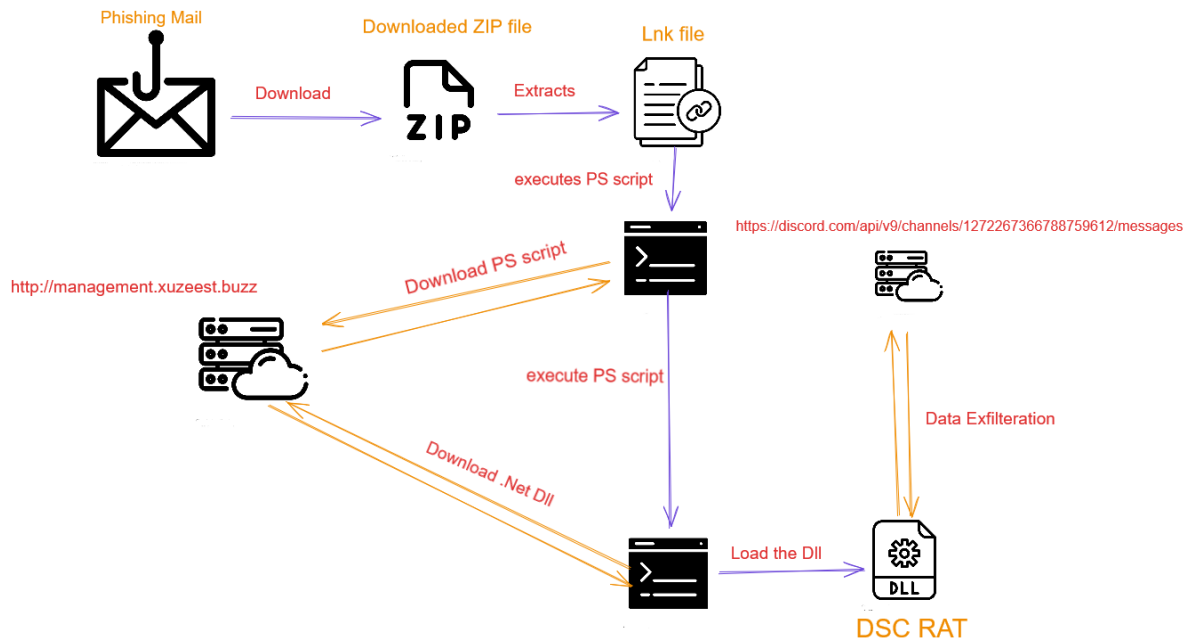 Phishing Mail
Downloaded ZIP file
Lnk file
Download
ZIP
Extracts
executes PS script
https://discord.com/api/v9/channels/1272267366788759612/messages
Download PS script
http://management.xuzeest.buzz
execute PS script
Data Exfilteration
Download .Net Dll
Load the Dll
DLL
DSC RAT